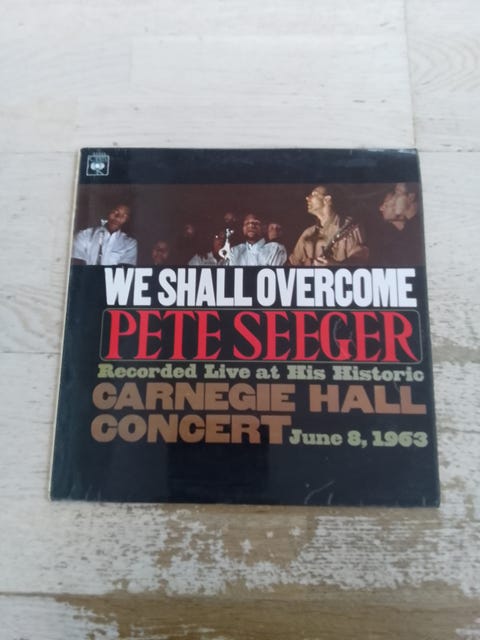 WE SHALL OVERCOME
PETE SEEGER
Recorded Live at His Historic
CARNEGIE HALL
CONCERT June 8, 1963